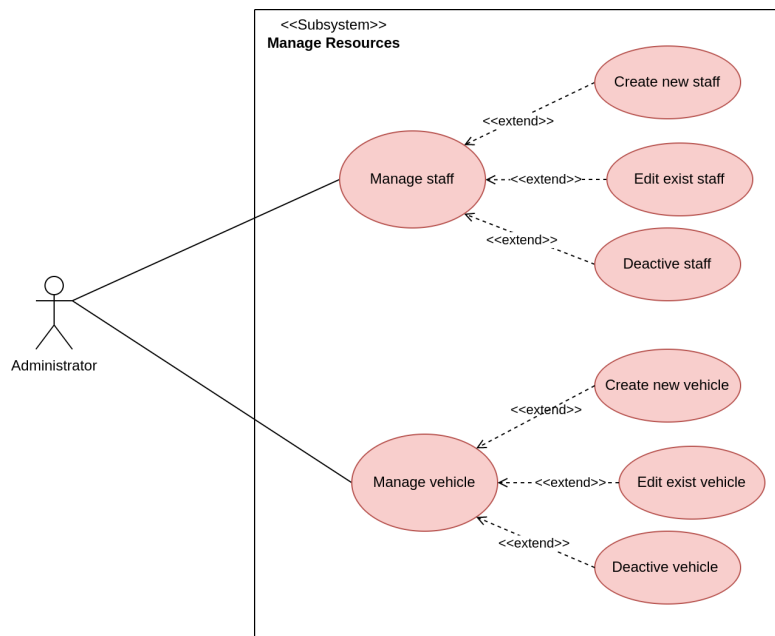 <<Subsystem>>
Manage Resources
Create new staff
<<extend>>
Manage staff
<<extend>>
Edit exist staff
<<extend>>
Deactive staff
Administrator
Create new vehicle
<<extend>>
Manage vehicle
<<extend>>
Edit exist vehicle
<<extend>>
Deactive vehicle